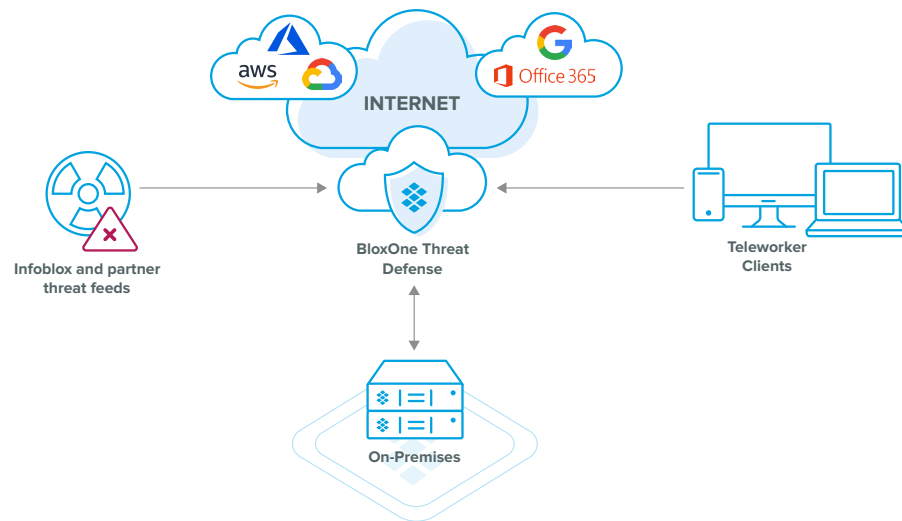 aws
Office 365
INTERNET
BloxOne Threat
Defense
Infoblox and partner
threat feeds
Teleworker
Clients
On-Premises